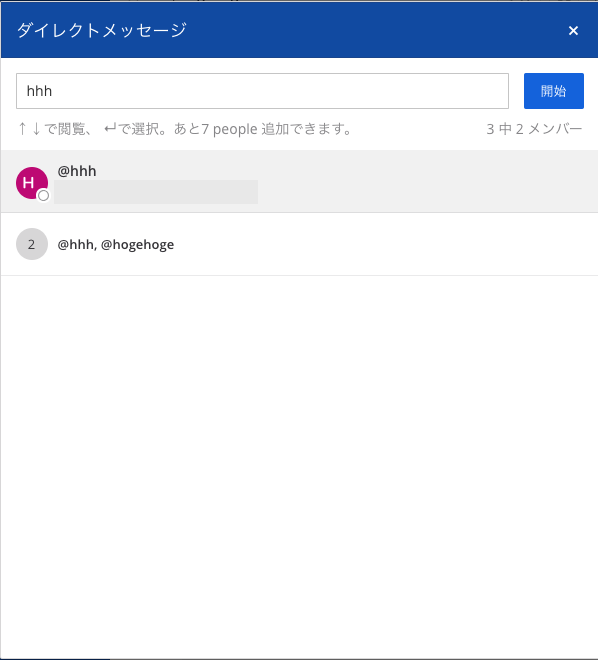 ダイレクトメッセージ
×
hhh
開始
↑↓で閲覧、 ↵で選択。あと7 people 追加できます。
3 中 2 メンバー
H
@hhh
2
@hhh, @hogehoge